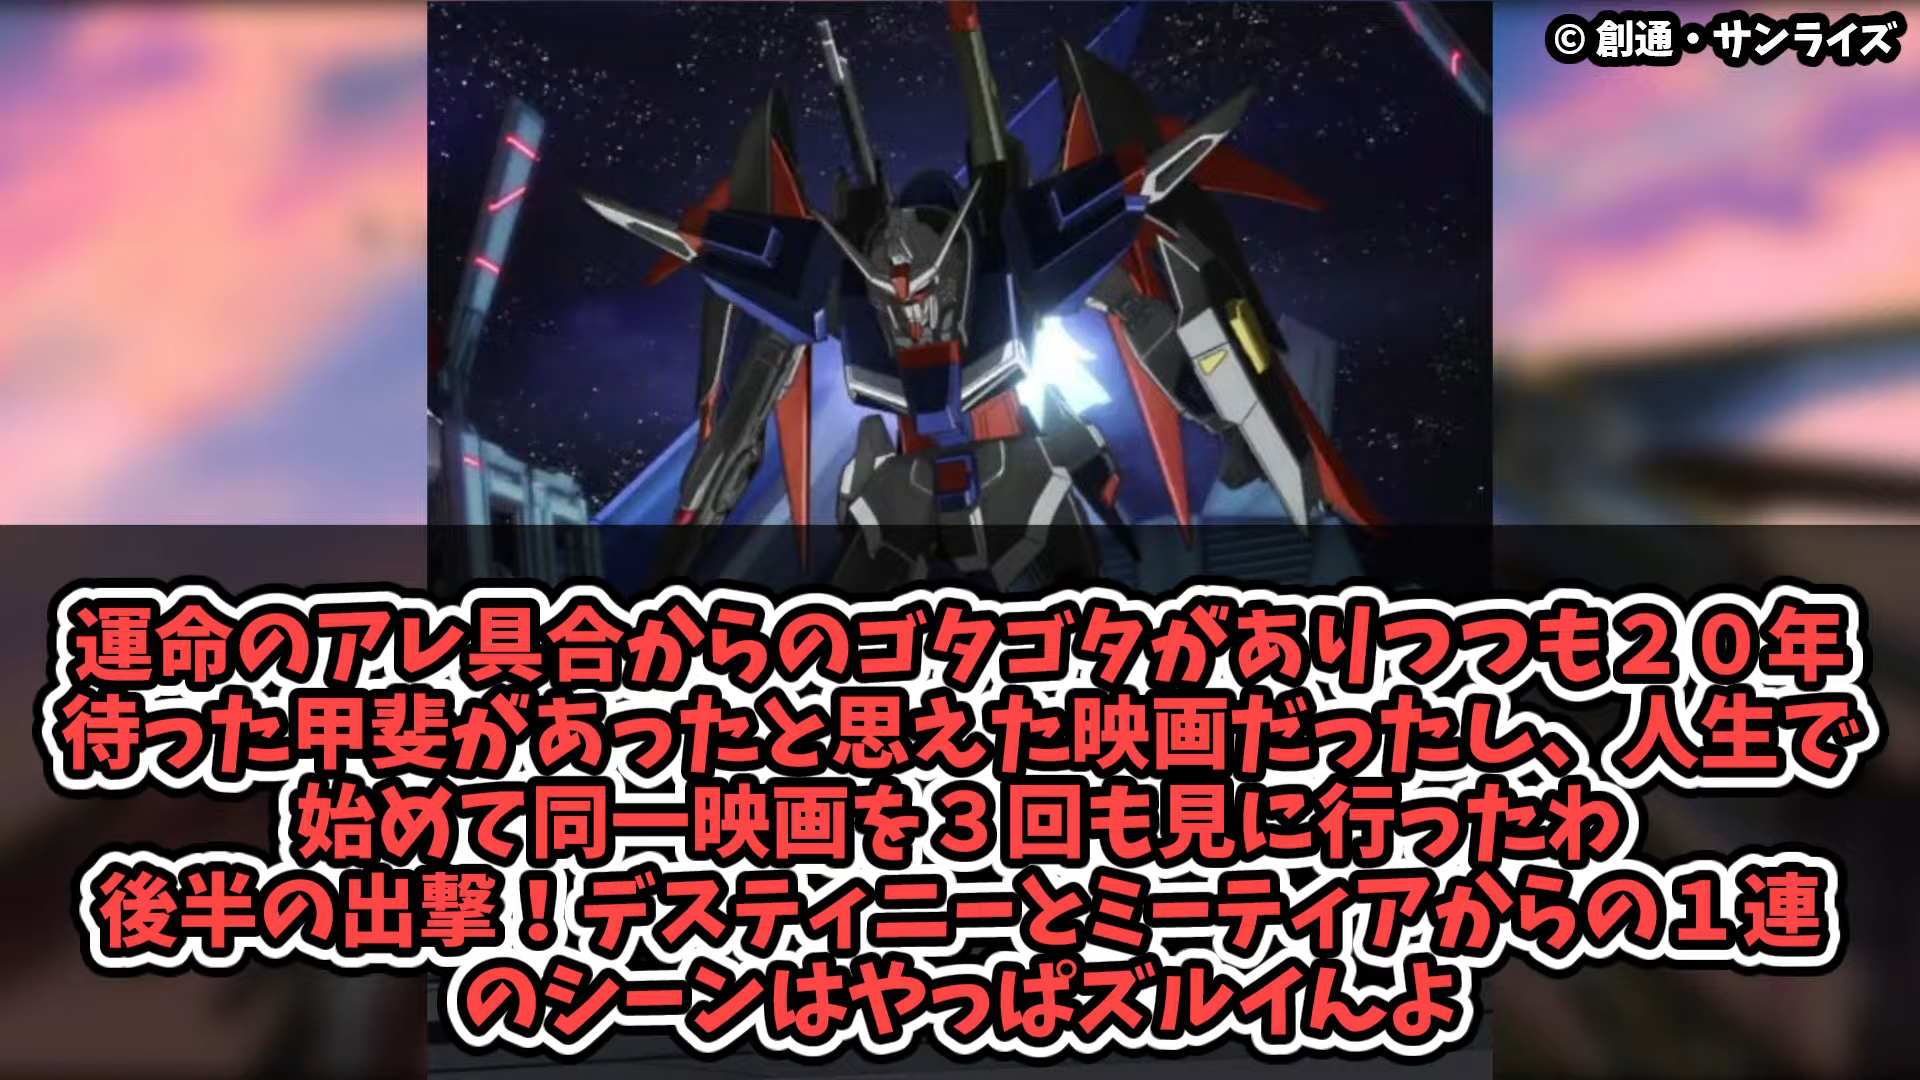 © 創通・サンライズ
運命のアレ具合からのゴタゴタがありつつも２０年
待った甲斐があったと思えた映画だったし、人生で
始めて同一映画を３回も見に行ったわ
後半の出撃！デスティニーとミーティアからの１連
のシーンはやっぱズルイんよ